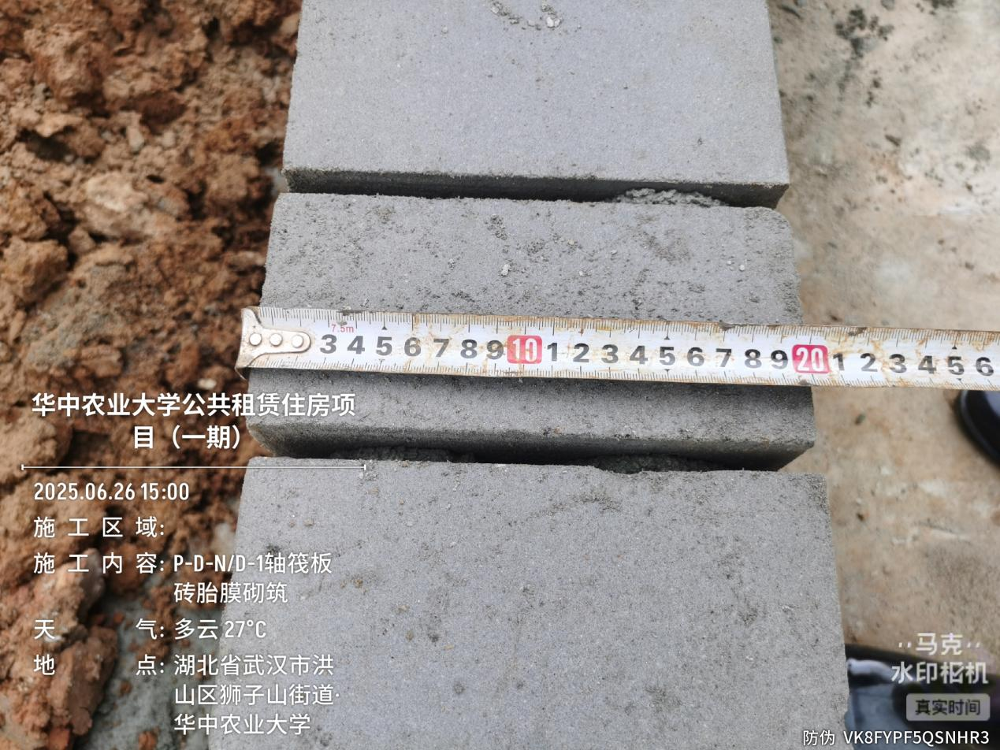 7.5m
3 4 5 6 7 8 9 10 1 2 3 4 5 6 7 8 9 20 1 2 3 4 5 6
华中农业大学公共租赁住房项
目（一期）
2025.06.26 15:00
施工区域:
施工内容: P-D-N/D-1轴筏板
砖胎膜砌筑
天气: 多云 27°C
地点: 湖北省武汉市洪
山区狮子山街道·
华中农业大学
马克
水印相机
真实时间
防伪 VK8FYPF5QSNHR3